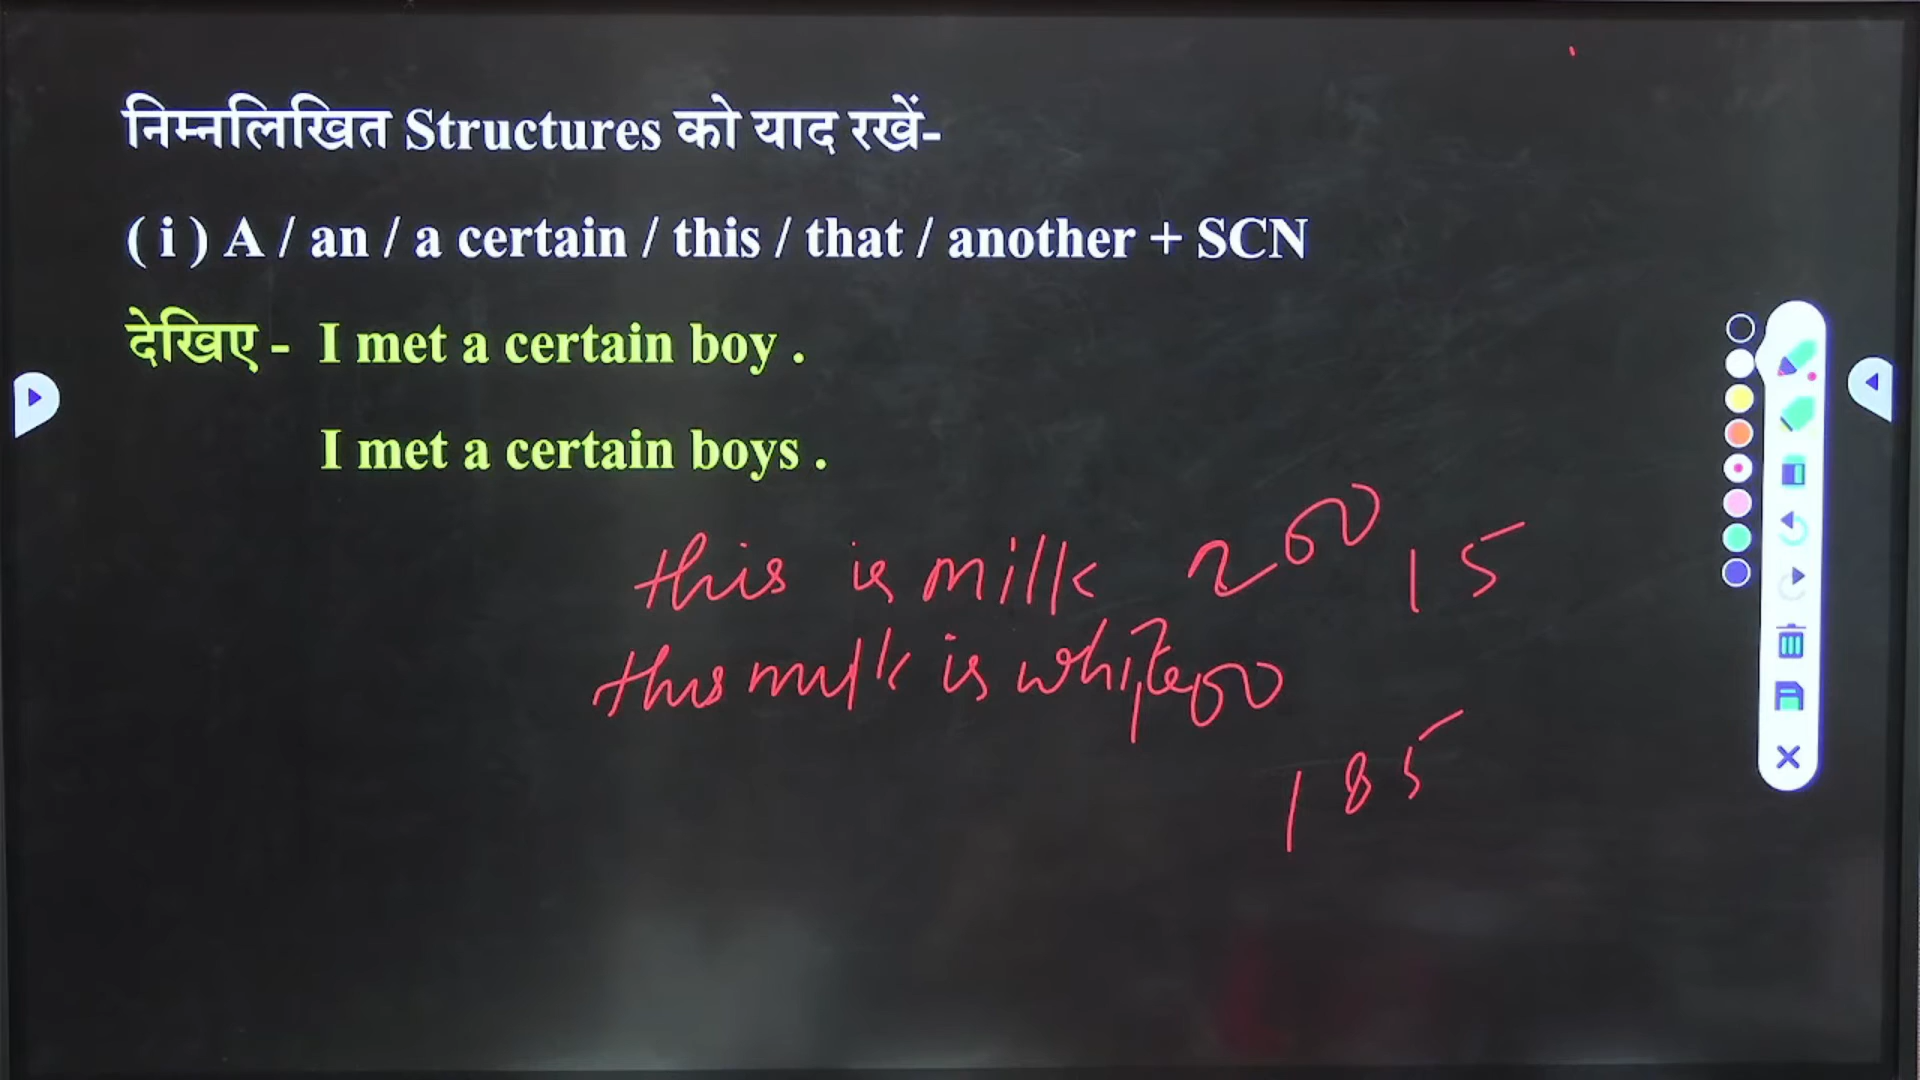 निम्नलिखित Structures को याद रखें-
( i ) A / an / a certain / this / that / another + SCN
देखिए - I met a certain boy .
I met a certain boys .
this is milk 200 15
this milk is white
185